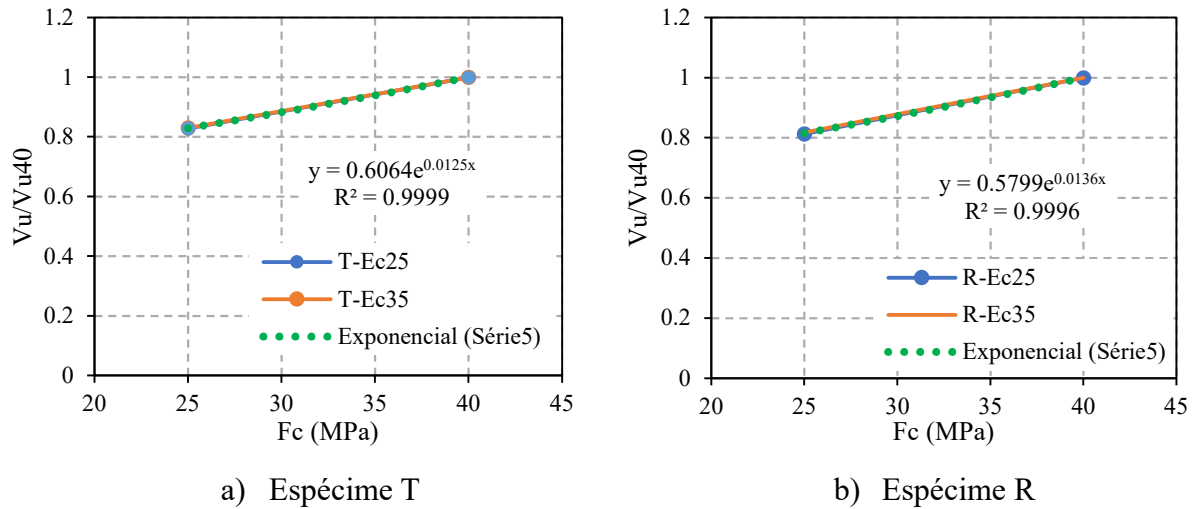 1.2
1
0.8
0.6
0.4
0.2
0
Vu/Vu40
y = 0.6064e^0.0125x
R² = 0.9999
T-Ec25
T-Ec35
Exponencial (Série5)
20 25 30 35 40 45
Fc (MPa)
a) Espécime T
1.2
1
0.8
0.6
0.4
0.2
0
Vu/Vu40
y = 0.5799e^0.0136x
R² = 0.9996
R-Ec25
R-Ec35
Exponencial (Série5)
20 25 30 35 40 45
Fc (MPa)
b) Espécime R